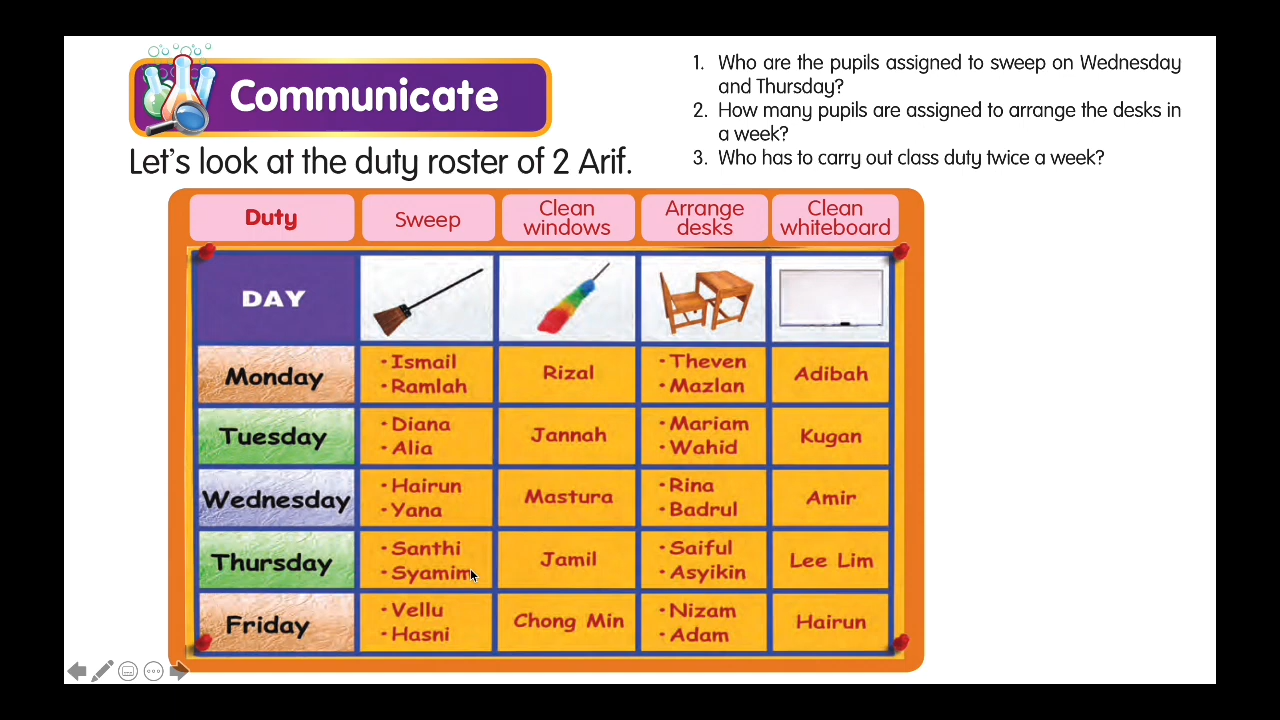 Communicate
Let's look at the duty roster of 2 Arif.
1. Who are the pupils assigned to sweep on Wednesday
and Thursday?
2. How many pupils are assigned to arrange the desks in
a week?
3. Who has to carry out class duty twice a week?
Duty
Sweep
Clean
windows
Arrange
desks
Clean
whiteboard
DAY
Monday
• Ismail
• Ramlah
Rizal
• Theven
• Mazlan
Adibah
Tuesday
• Diana
• Alia
Jannah
• Mariam
• Wahid
Kugan
Wednesday
• Hairun
• Yana
Mastura
• Rina
• Badrul
Amir
Thursday
• Santhi
• Syamim
Jamil
• Saiful
• Asyikin
Lee Lim
Friday
• Vellu
• Hasni
Chong Min
• Nizam
• Adam
Hairun